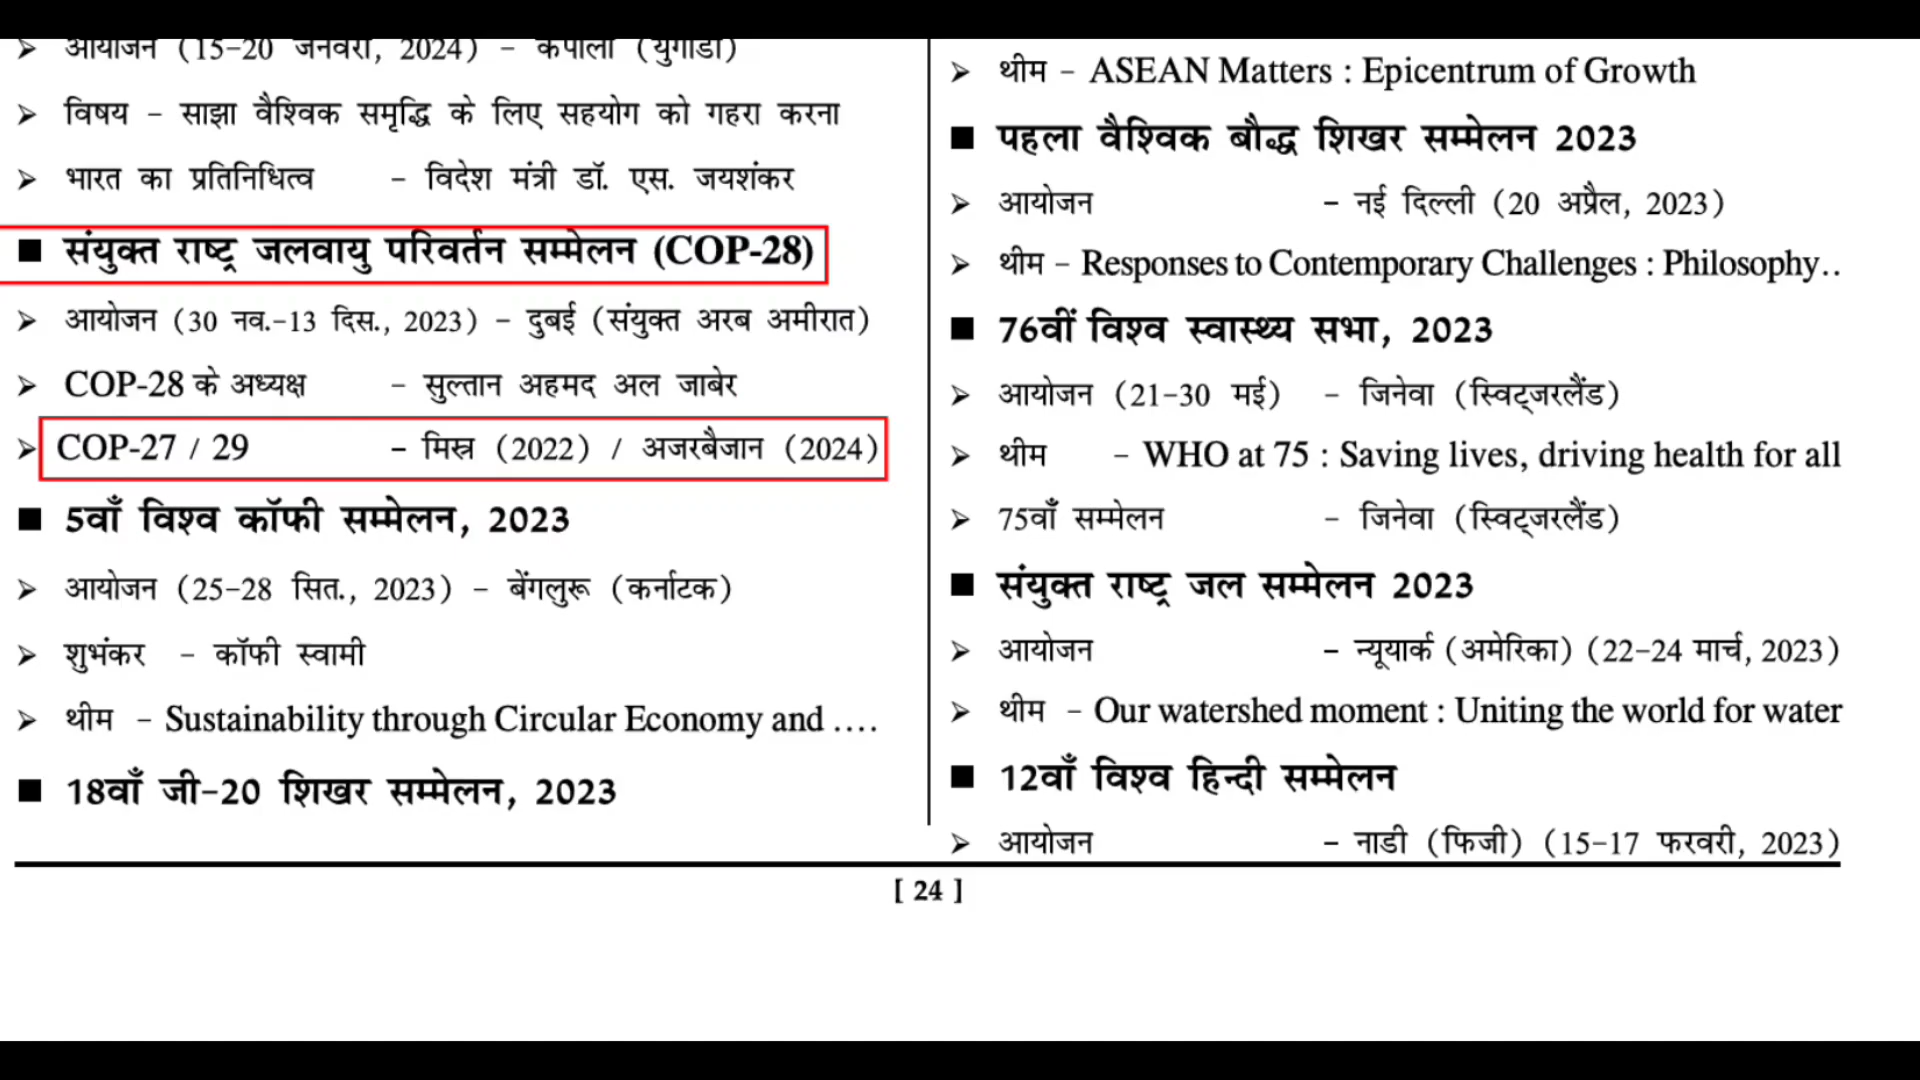 ➢ आयोजन (15-20 जनवरी, 2024) - कंपाला (युगांडा)
➢ विषय - साझा वैश्विक समृद्धि के लिए सहयोग को गहरा करना
➢ भारत का प्रतिनिधित्व - विदेश मंत्री डॉ. एस. जयशंकर
■ संयुक्त राष्ट्र जलवायु परिवर्तन सम्मेलन (COP-28)
➢ आयोजन (30 नव.-13 दिस., 2023) - दुबई (संयुक्त अरब अमीरात)
➢ COP-28 के अध्यक्ष - सुल्तान अहमद अल जाबेर
➢ COP-27 / 29 - मिस्र (2022) / अजरबैजान (2024)
■ 5वाँ विश्व कॉफी सम्मेलन, 2023
➢ आयोजन (25-28 सित., 2023) - बेंगलुरू (कर्नाटक)
➢ शुभंकर - कॉफी स्वामी
➢ थीम - Sustainability through Circular Economy and ....
■ 18वाँ जी-20 शिखर सम्मेलन, 2023
➢ थीम - ASEAN Matters : Epicentrum of Growth
■ पहला वैश्विक बौद्ध शिखर सम्मेलन 2023
➢ आयोजन - नई दिल्ली (20 अप्रैल, 2023)
➢ थीम - Responses to Contemporary Challenges : Philosophy..
■ 76वीं विश्व स्वास्थ्य सभा, 2023
➢ आयोजन (21-30 मई) - जिनेवा (स्विट्जरलैंड)
➢ थीम - WHO at 75 : Saving lives, driving health for all
➢ 75वाँ सम्मेलन - जिनेवा (स्विट्जरलैंड)
■ संयुक्त राष्ट्र जल सम्मेलन 2023
➢ आयोजन - न्यूयार्क (अमेरिका) (22-24 मार्च, 2023)
➢ थीम - Our watershed moment : Uniting the world for water
■ 12वाँ विश्व हिन्दी सम्मेलन
➢ आयोजन - नाडी (फिजी) (15-17 फरवरी, 2023)
[ 24 ]